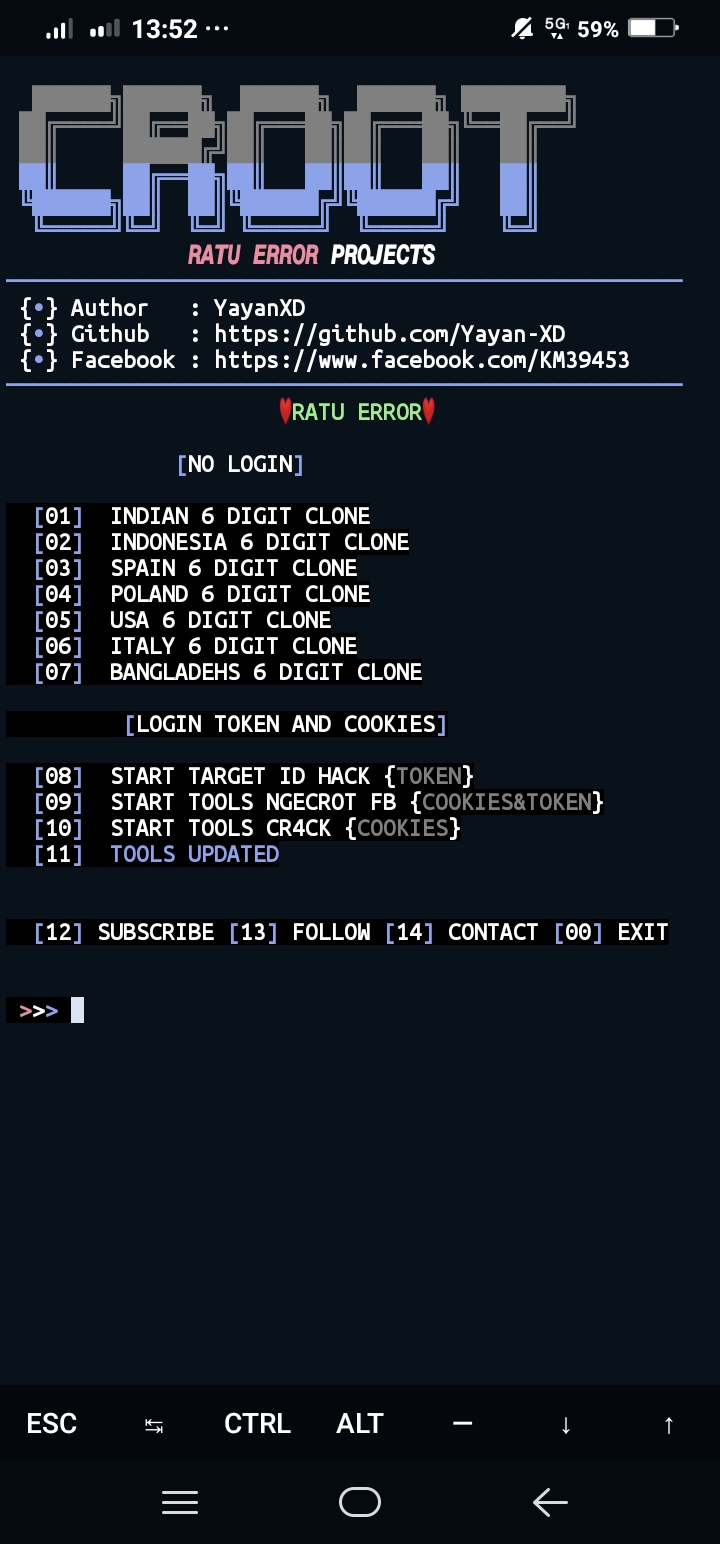 13:52 ... 5G 59%
CROOT
RATU ERROR PROJECTS
{•} Author : YayanXD
{•} Github : https://github.com/Yayan-XD
{•} Facebook : https://www.facebook.com/KM39453
RATU ERROR
[NO LOGIN]
[01] INDIAN 6 DIGIT CLONE
[02] INDONESIA 6 DIGIT CLONE
[03] SPAIN 6 DIGIT CLONE
[04] POLAND 6 DIGIT CLONE
[05] USA 6 DIGIT CLONE
[06] ITALY 6 DIGIT CLONE
[07] BANGLADEHS 6 DIGIT CLONE
[LOGIN TOKEN AND COOKIES]
[08] START TARGET ID HACK {TOKEN}
[09] START TOOLS NGECROT FB {COOKIES&TOKEN}
[10] START TOOLS CR4CK {COOKIES}
[11] TOOLS UPDATED
[12] SUBSCRIBE [13] FOLLOW [14] CONTACT [00] EXIT
>>>
ESC ↹ CTRL ALT — ↓ ↑